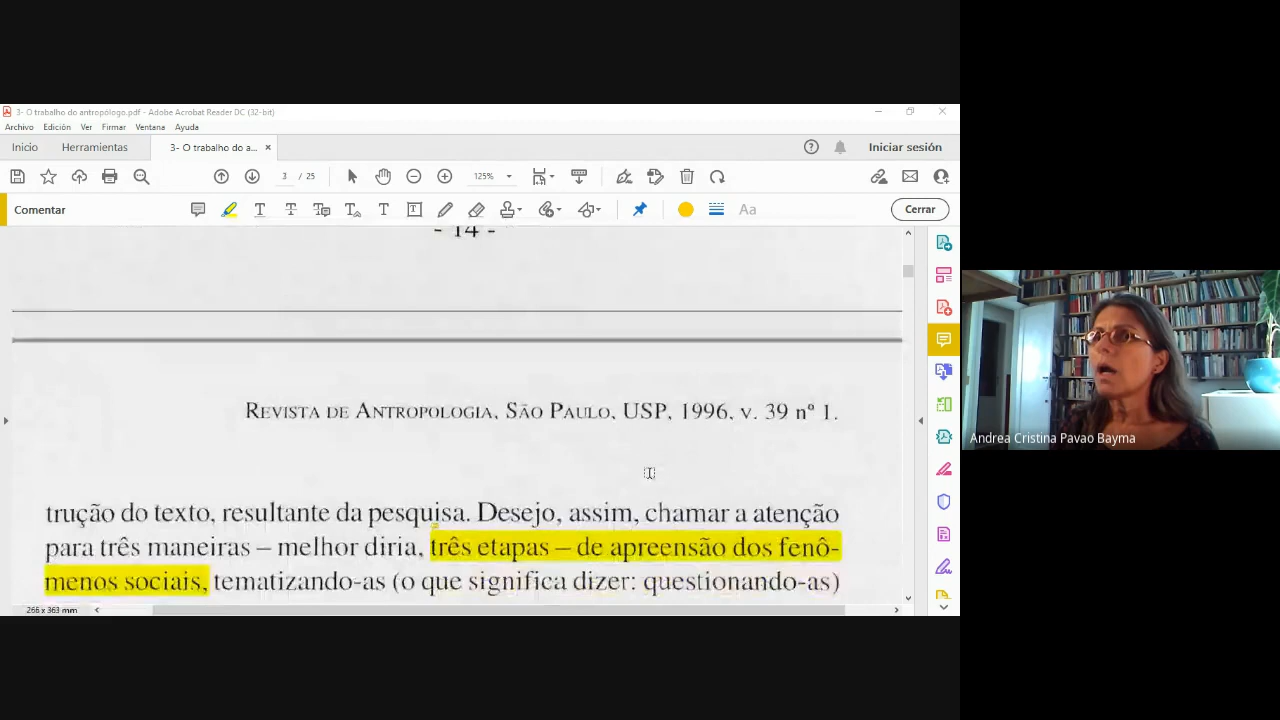 3- O trabalho do antropólogo.pdf - Adobe Acrobat Reader DC (32-bit)
Archivo Edición Ver Firmar Ventana Ayuda
Inicio Herramientas 3- O trabalho do a... × Iniciar sesión
3 / 25 125%
Comentar Aa Cerrar
- 14 -
REVISTA DE ANTROPOLOGIA, SÃO PAULO, USP, 1996, v. 39 nº 1.
trução do texto, resultante da pesquisa. Desejo, assim, chamar a atenção
para três maneiras – melhor diria, três etapas – de apreensão dos fenô-
menos sociais, tematizando-as (o que significa dizer: questionando-as)
266 x 363 mm
Andrea Cristina Pavao Bayma